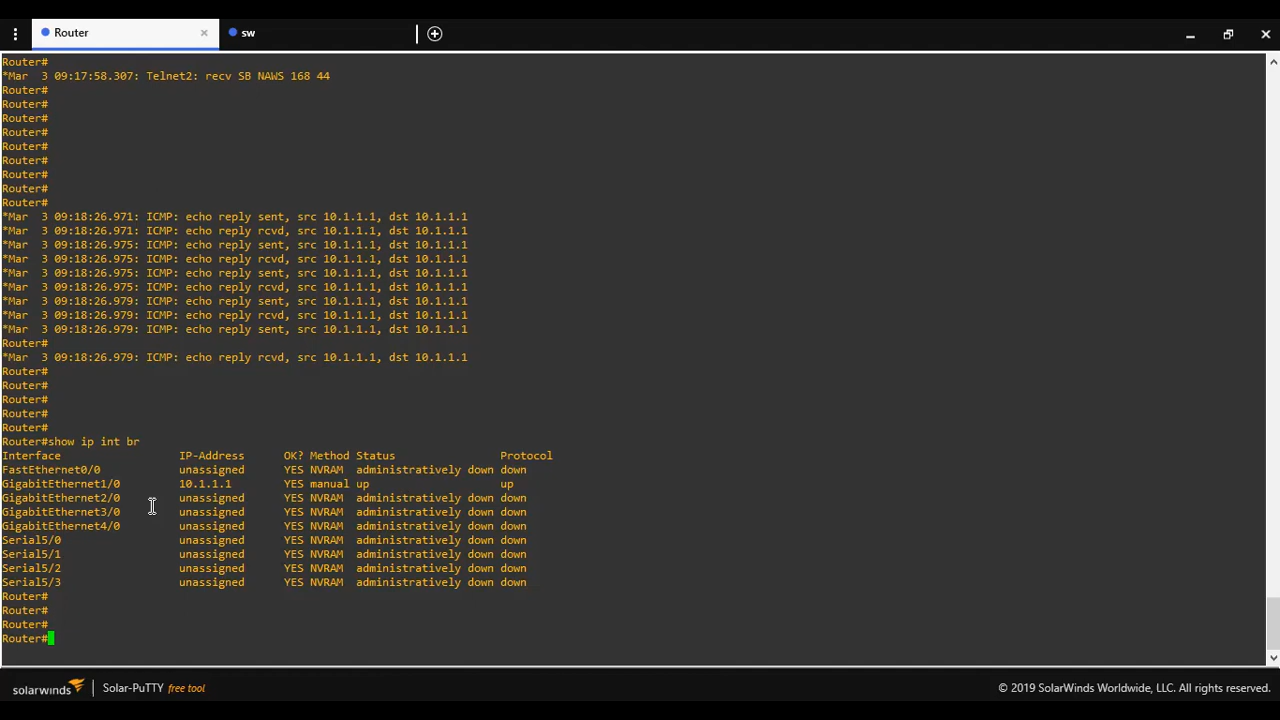 Router
sw
Router#
*Mar  3 09:17:58.307: Telnet2: recv SB NAWS 168 44
Router#
Router#
Router#
Router#
Router#
Router#
Router#
Router#
Router#
*Mar  3 09:18:26.971: ICMP: echo reply sent, src 10.1.1.1, dst 10.1.1.1
*Mar  3 09:18:26.971: ICMP: echo reply rcvd, src 10.1.1.1, dst 10.1.1.1
*Mar  3 09:18:26.975: ICMP: echo reply sent, src 10.1.1.1, dst 10.1.1.1
*Mar  3 09:18:26.975: ICMP: echo reply rcvd, src 10.1.1.1, dst 10.1.1.1
*Mar  3 09:18:26.975: ICMP: echo reply sent, src 10.1.1.1, dst 10.1.1.1
*Mar  3 09:18:26.975: ICMP: echo reply rcvd, src 10.1.1.1, dst 10.1.1.1
*Mar  3 09:18:26.979: ICMP: echo reply sent, src 10.1.1.1, dst 10.1.1.1
*Mar  3 09:18:26.979: ICMP: echo reply rcvd, src 10.1.1.1, dst 10.1.1.1
*Mar  3 09:18:26.979: ICMP: echo reply sent, src 10.1.1.1, dst 10.1.1.1
Router#
*Mar  3 09:18:26.979: ICMP: echo reply rcvd, src 10.1.1.1, dst 10.1.1.1
Router#
Router#
Router#
Router#
Router#
Router#show ip int br
Interface                  IP-Address      OK? Method Status                Protocol
FastEthernet0/0            unassigned      YES NVRAM  administratively down down
GigabitEthernet1/0         10.1.1.1        YES manual up                    up
GigabitEthernet2/0         unassigned      YES NVRAM  administratively down down
GigabitEthernet3/0         unassigned      YES NVRAM  administratively down down
GigabitEthernet4/0         unassigned      YES NVRAM  administratively down down
Serial5/0                  unassigned      YES NVRAM  administratively down down
Serial5/1                  unassigned      YES NVRAM  administratively down down
Serial5/2                  unassigned      YES NVRAM  administratively down down
Serial5/3                  unassigned      YES NVRAM  administratively down down
Router#
Router#
Router#
Router#
solarwinds Solar-PuTTY free tool © 2019 SolarWinds Worldwide, LLC. All rights reserved.